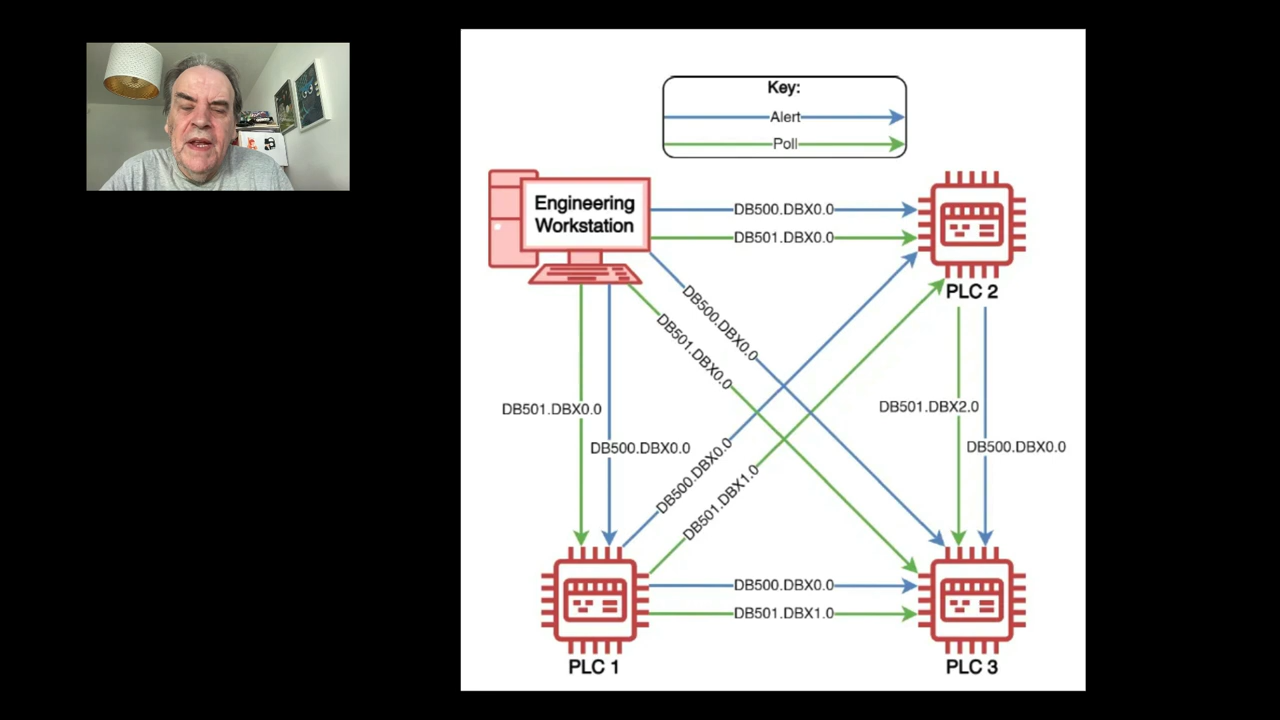 Key:
Alert
Poll
Engineering
Workstation
DB500.DBX0.0
DB501.DBX0.0
PLC 2
DB500.DBX0.0
DB501.DBX0.0
DB501.DBX0.0
DB500.DBX0.0
DB500.DBX0.0
DB501.DBX1.0
DB501.DBX2.0
DB500.DBX0.0
DB500.DBX0.0
DB501.DBX1.0
PLC 1
PLC 3